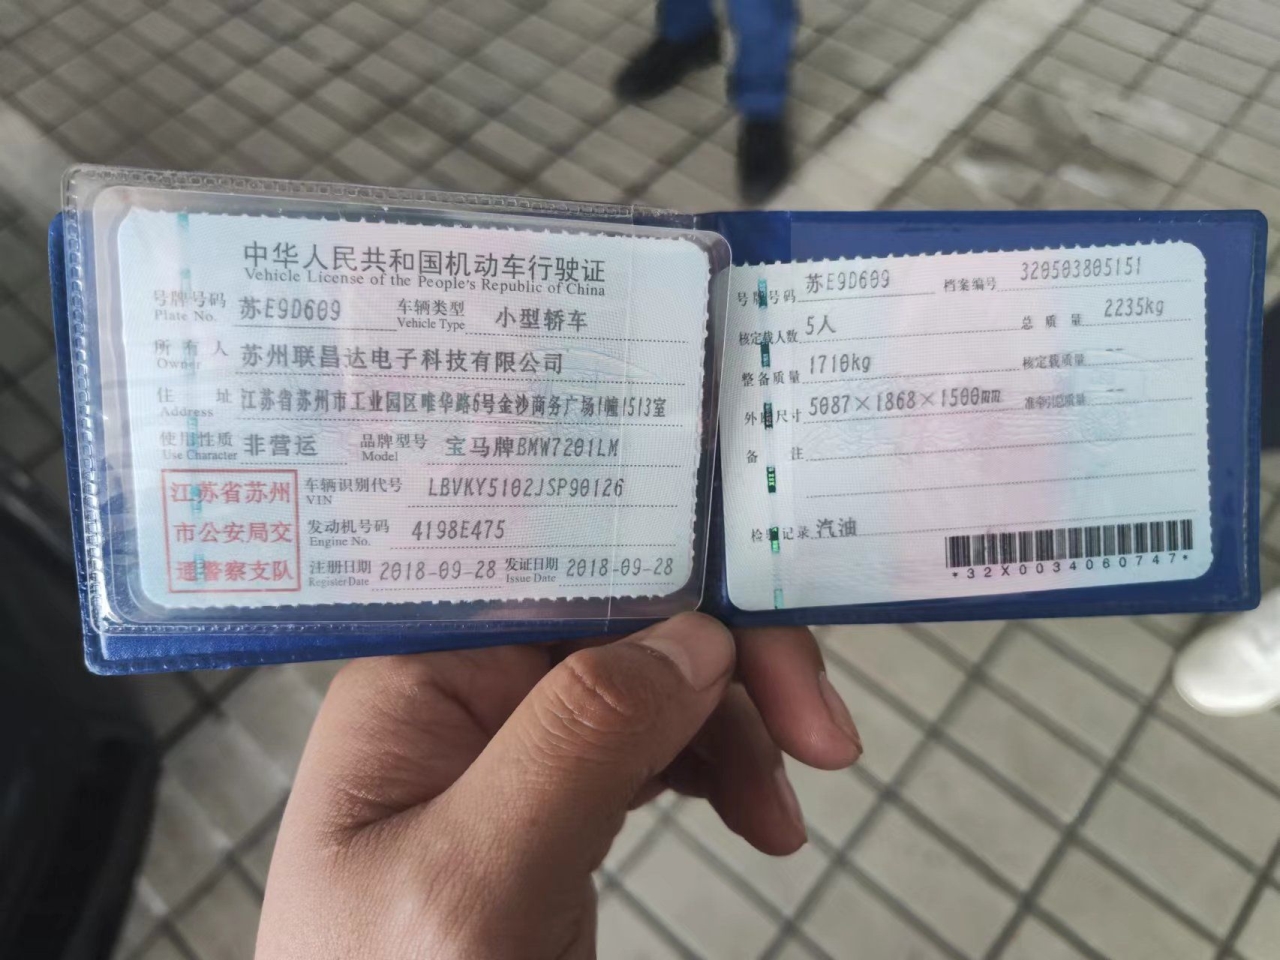 中华人民共和国机动车行驶证
Vehicle License of the People's Republic of China
号牌号码 苏E9D609 车辆类型 小型轿车
Plate No. Vehicle Type
所有人 苏州联昌达电子科技有限公司
Owner
住址 江苏省苏州市工业园区唯华路6号金沙商务广场1幢1513室
Address
使用性质 非营运 品牌型号 宝马牌BMW7201LM
Use Character Model
江苏省苏州
市公安局交
通警察支队
车辆识别代号 LBVKY5102JSP90126
VIN
发动机号码 4198E475
Engine No.
注册日期 2018-09-28 发证日期 2018-09-28
Register Date Issue Date
号牌号码 苏E9D609 档案编号 320503805151
核定载人数 5人 总质量 2235kg
整备质量 1710kg 核定载质量 --
外廓尺寸 5087×1868×1500mm 准牵引总质量 --
备注
检验记录 汽油
*32X0034060747*